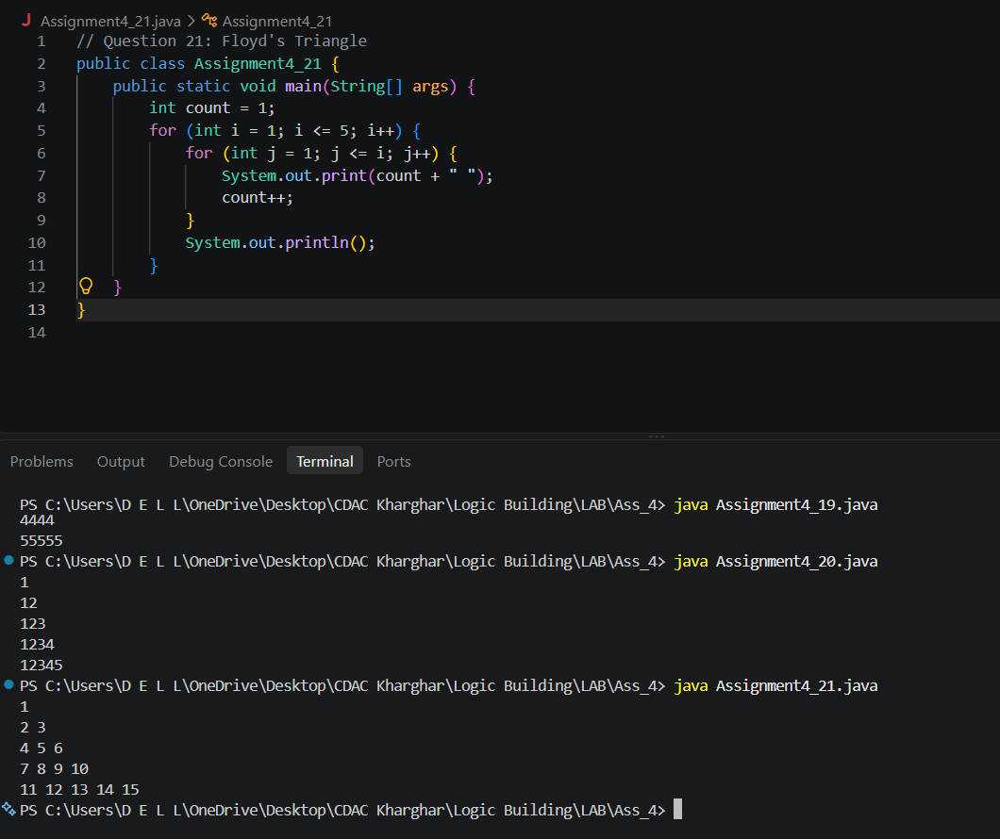 J Assignment4_21.java > Assignment4_21
1 // Question 21: Floyd's Triangle
2 public class Assignment4_21 {
3     public static void main(String[] args) {
4         int count = 1;
5         for (int i = 1; i <= 5; i++) {
6             for (int j = 1; j <= i; j++) {
7                 System.out.print(count + " ");
8                 count++;
9             }
10             System.out.println();
11         }
12     }
13 }
14
Problems Output Debug Console Terminal Ports
PS C:\Users\D E L L\OneDrive\Desktop\CDAC Kharghar\Logic Building\LAB\Ass_4> java Assignment4_19.java
4444
55555
PS C:\Users\D E L L\OneDrive\Desktop\CDAC Kharghar\Logic Building\LAB\Ass_4> java Assignment4_20.java
1
12
123
1234
12345
PS C:\Users\D E L L\OneDrive\Desktop\CDAC Kharghar\Logic Building\LAB\Ass_4> java Assignment4_21.java
1
2 3
4 5 6
7 8 9 10
11 12 13 14 15
PS C:\Users\D E L L\OneDrive\Desktop\CDAC Kharghar\Logic Building\LAB\Ass_4>